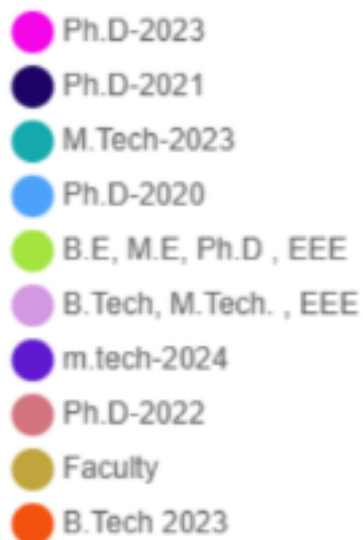 Ph.D-2023
Ph.D-2021
M.Tech-2023
Ph.D-2020
B.E, M.E, Ph.D , EEE
B.Tech, M.Tech. , EEE
m.tech-2024
Ph.D-2022
Faculty
B.Tech 2023